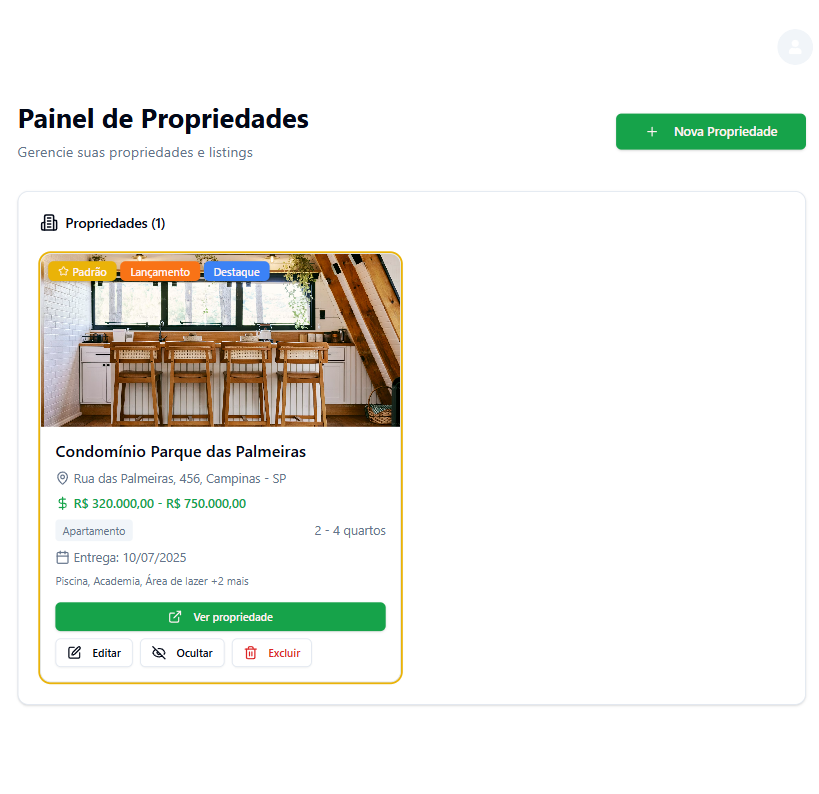 Painel de Propriedades
Gerencie suas propriedades e listings
Nova Propriedade
Propriedades (1)
Padrão Lançamento Destaque
Condomínio Parque das Palmeiras
Rua das Palmeiras, 456, Campinas - SP
R$ 320.000,00 - R$ 750.000,00
Apartamento 2 - 4 quartos
Entrega: 10/07/2025
Piscina, Academia, Área de lazer +2 mais
Ver propriedade
Editar Ocultar Excluir